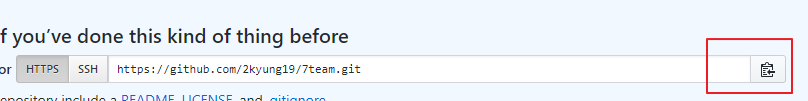 f you've done this kind of thing before
or HTTPS SSH https://github.com/2kyung19/7team.git
epository include a README, LICENSE, and .gitignore